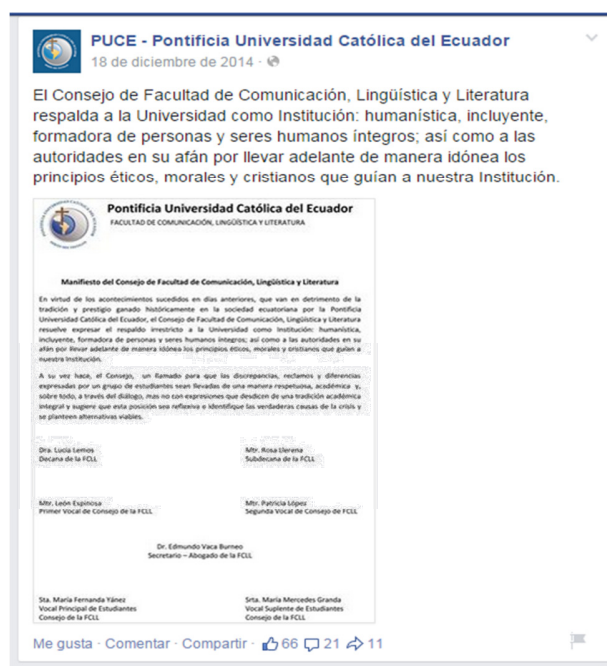 PUCE - Pontificia Universidad Católica del Ecuador
18 de diciembre de 2014 ·
El Consejo de Facultad de Comunicación, Lingüística y Literatura
respalda a la Universidad como Institución: humanística, incluyente,
formadora de personas y seres humanos íntegros; así como a las
autoridades en su afán por llevar adelante de manera idónea los
principios éticos, morales y cristianos que guían a nuestra Institución.
Pontificia Universidad Católica del Ecuador
FACULTAD DE COMUNICACIÓN, LINGÜÍSTICA Y LITERATURA
Manifiesto del Consejo de Facultad de Comunicación, Lingüística y Literatura
En virtud de los acontecimientos sucedidos en días anteriores, que van en detrimento de la
tradición y prestigio ganado históricamente en la sociedad ecuatoriana por la Pontificia
Universidad Católica del Ecuador, el Consejo de Facultad de Comunicación, Lingüística y Literatura
resuelve expresar el respaldo irrestricto a la Universidad como Institución: humanística,
incluyente, formadora de personas y seres humanos íntegros; así como a las autoridades en su
afán por llevar adelante de manera idónea los principios éticos, morales y cristianos que guían a
nuestra Institución.
A su vez hace, el Consejo, un llamado para que las discrepancias, reclamos y diferencias
expresadas por un grupo de estudiantes sean llevadas de una manera respetuosa, académica y,
sobre todo, a través del diálogo, mas no con expresiones que desdicen de una tradición académica
integral y sugiere que esta posición sea reflexiva e identifique las verdaderas causas de la crisis y
se planteen alternativas viables.
Dra. Lucía Lemos
Decana de la FCLL
Mtr. Rosa Llerena
Subdecana de la FCLL
Mtr. León Espinosa
Primer Vocal de Consejo de la FCLL
Mtr. Patricia López
Segunda Vocal de Consejo de FCLL
Dr. Edmundo Vaca Burneo
Secretario – Abogado de la FCLL
Sta. María Fernanda Yánez
Vocal Principal de Estudiantes
Consejo de la FCLL
Srta. María Mercedes Granda
Vocal Suplente de Estudiantes
Consejo de la FCLL
Me gusta · Comentar · Compartir · 66 21 11